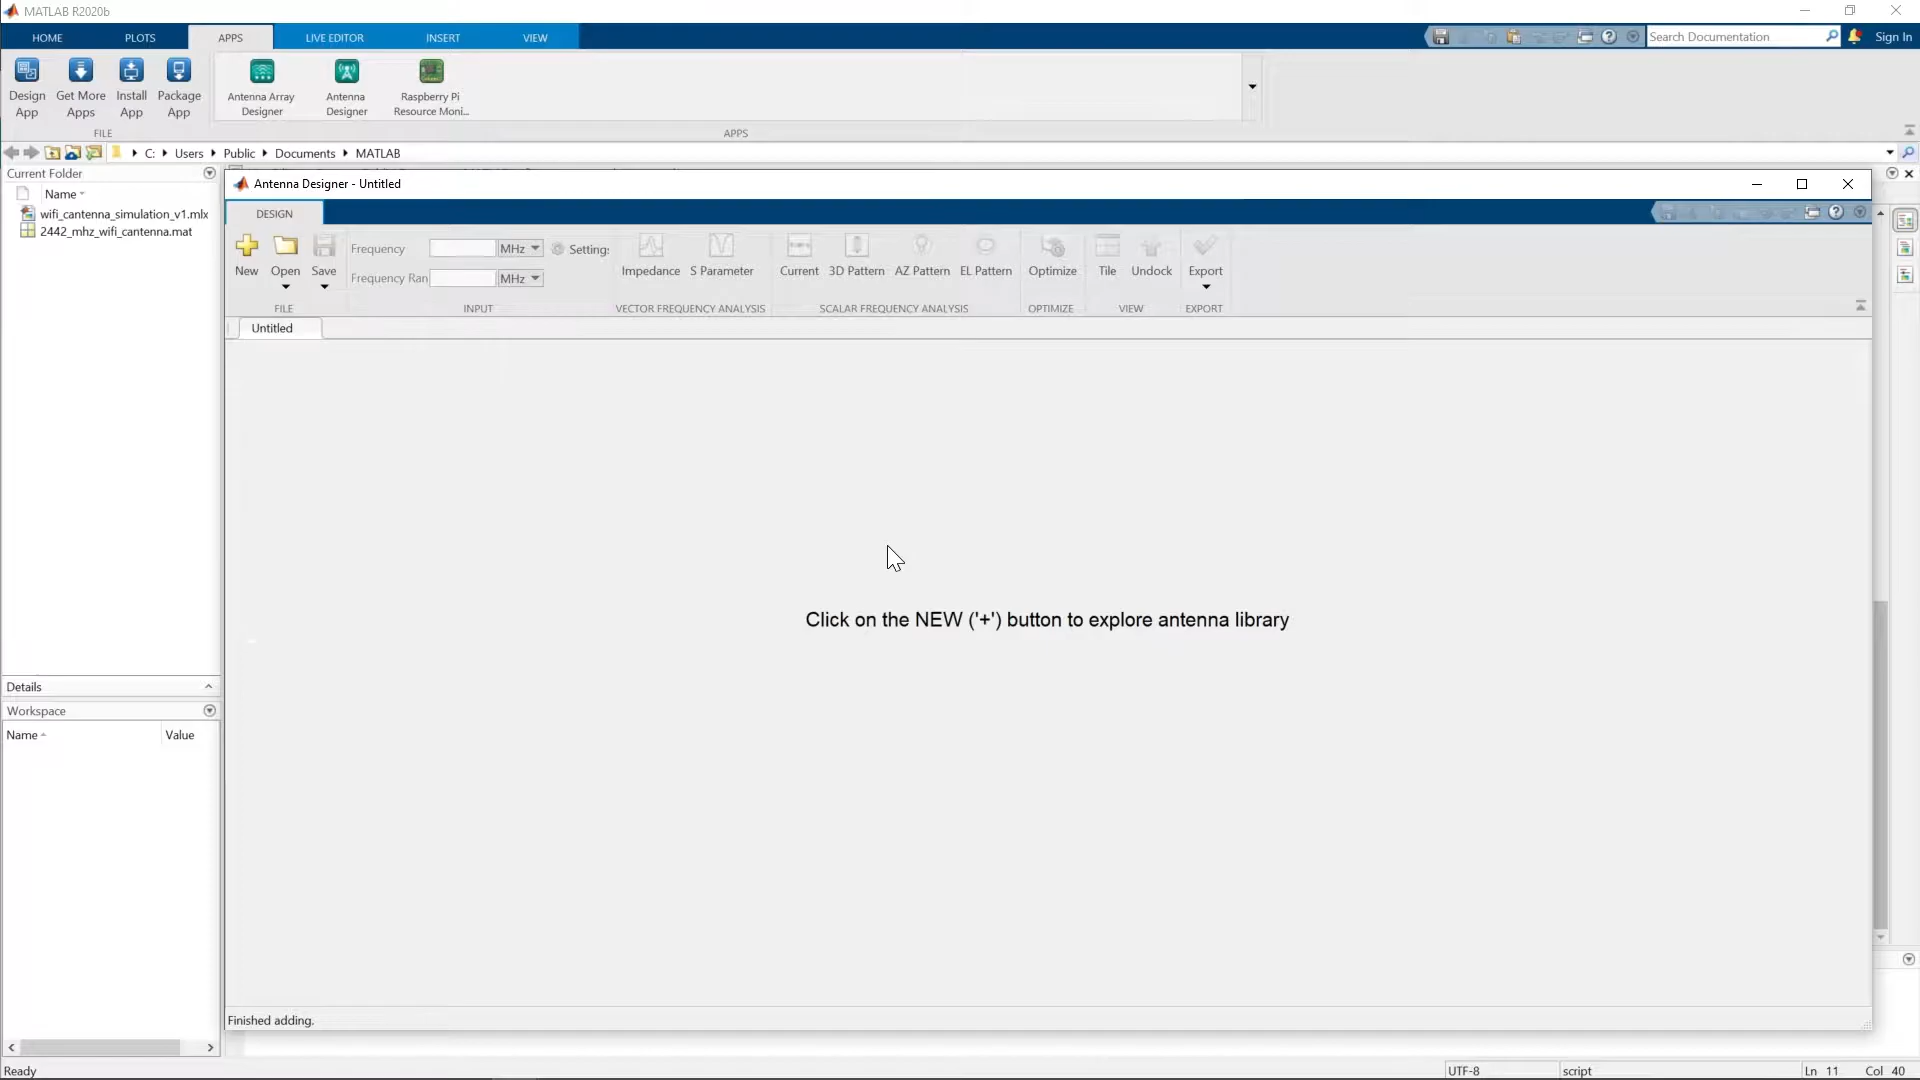 MATLAB R2020b
HOME PLOTS APPS LIVE EDITOR INSERT VIEW
Search Documentation
Sign In
Design App
Get More Apps
Install App
Package App
Antenna Array Designer
Antenna Designer
Raspberry Pi Resource Moni...
FILE
APPS
C: Users Public Documents MATLAB
Current Folder
Name
wifi_cantenna_simulation_v1.mlx
2442_mhz_wifi_cantenna.mat
Details
Workspace
Name Value
Antenna Designer - Untitled
DESIGN
New
Open
Save
Frequency MHz
Setting:
Frequency Ran MHz
Impedance
S Parameter
Current
3D Pattern
AZ Pattern
EL Pattern
Optimize
Tile
Undock
Export
FILE
INPUT
VECTOR FREQUENCY ANALYSIS
SCALAR FREQUENCY ANALYSIS
OPTIMIZE
VIEW
EXPORT
Untitled
Click on the NEW ('+') button to explore antenna library
Finished adding.
Ready
UTF-8
script
Ln 11 Col 40